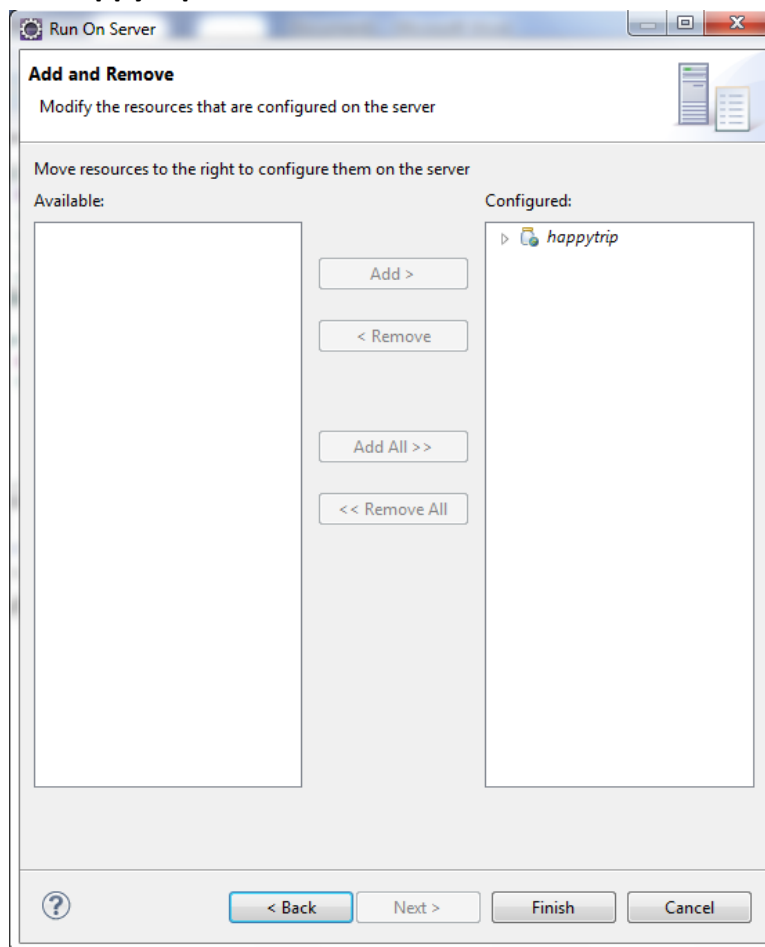 Run On Server
Add and Remove
Modify the resources that are configured on the server
Move resources to the right to configure them on the server
Available:
Configured:
happytrip
Add >
< Remove
Add All >>
<< Remove All
< Back
Next >
Finish
Cancel